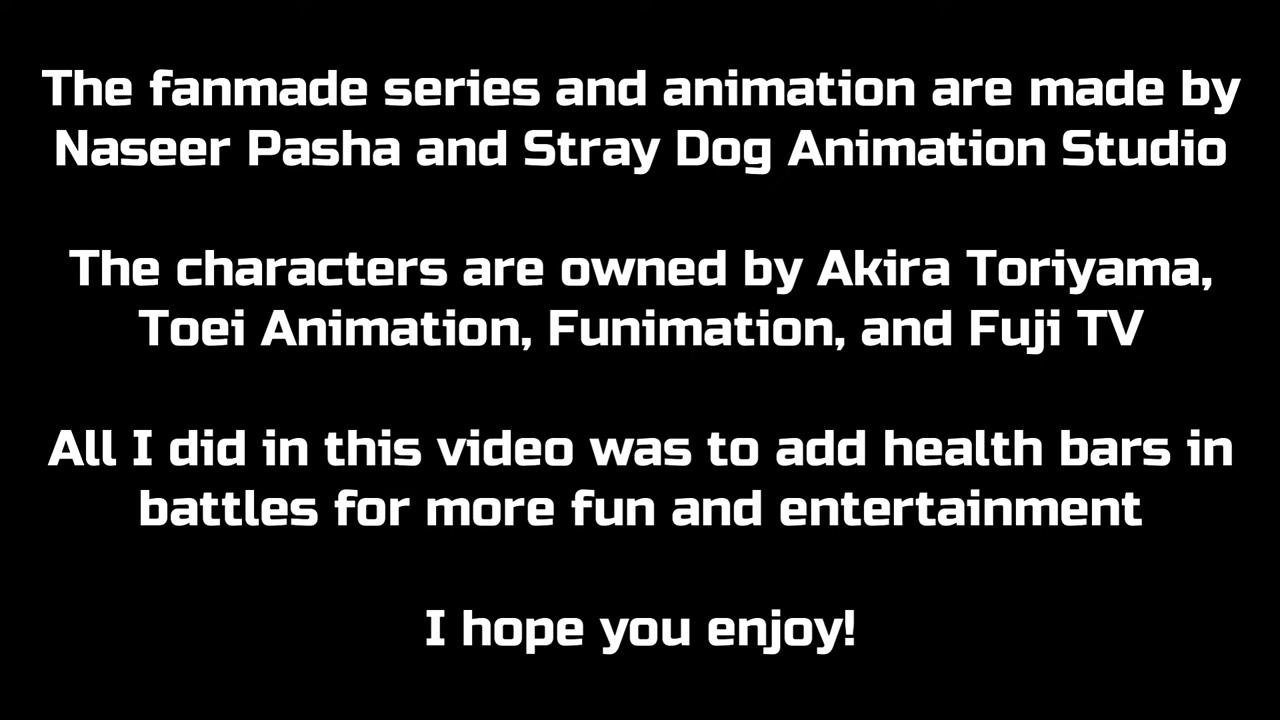 The fanmade series and animation are made by
Naseer Pasha and Stray Dog Animation Studio
The characters are owned by Akira Toriyama,
Toei Animation, Funimation, and Fuji TV
All I did in this video was to add health bars in
battles for more fun and entertainment
I hope you enjoy!